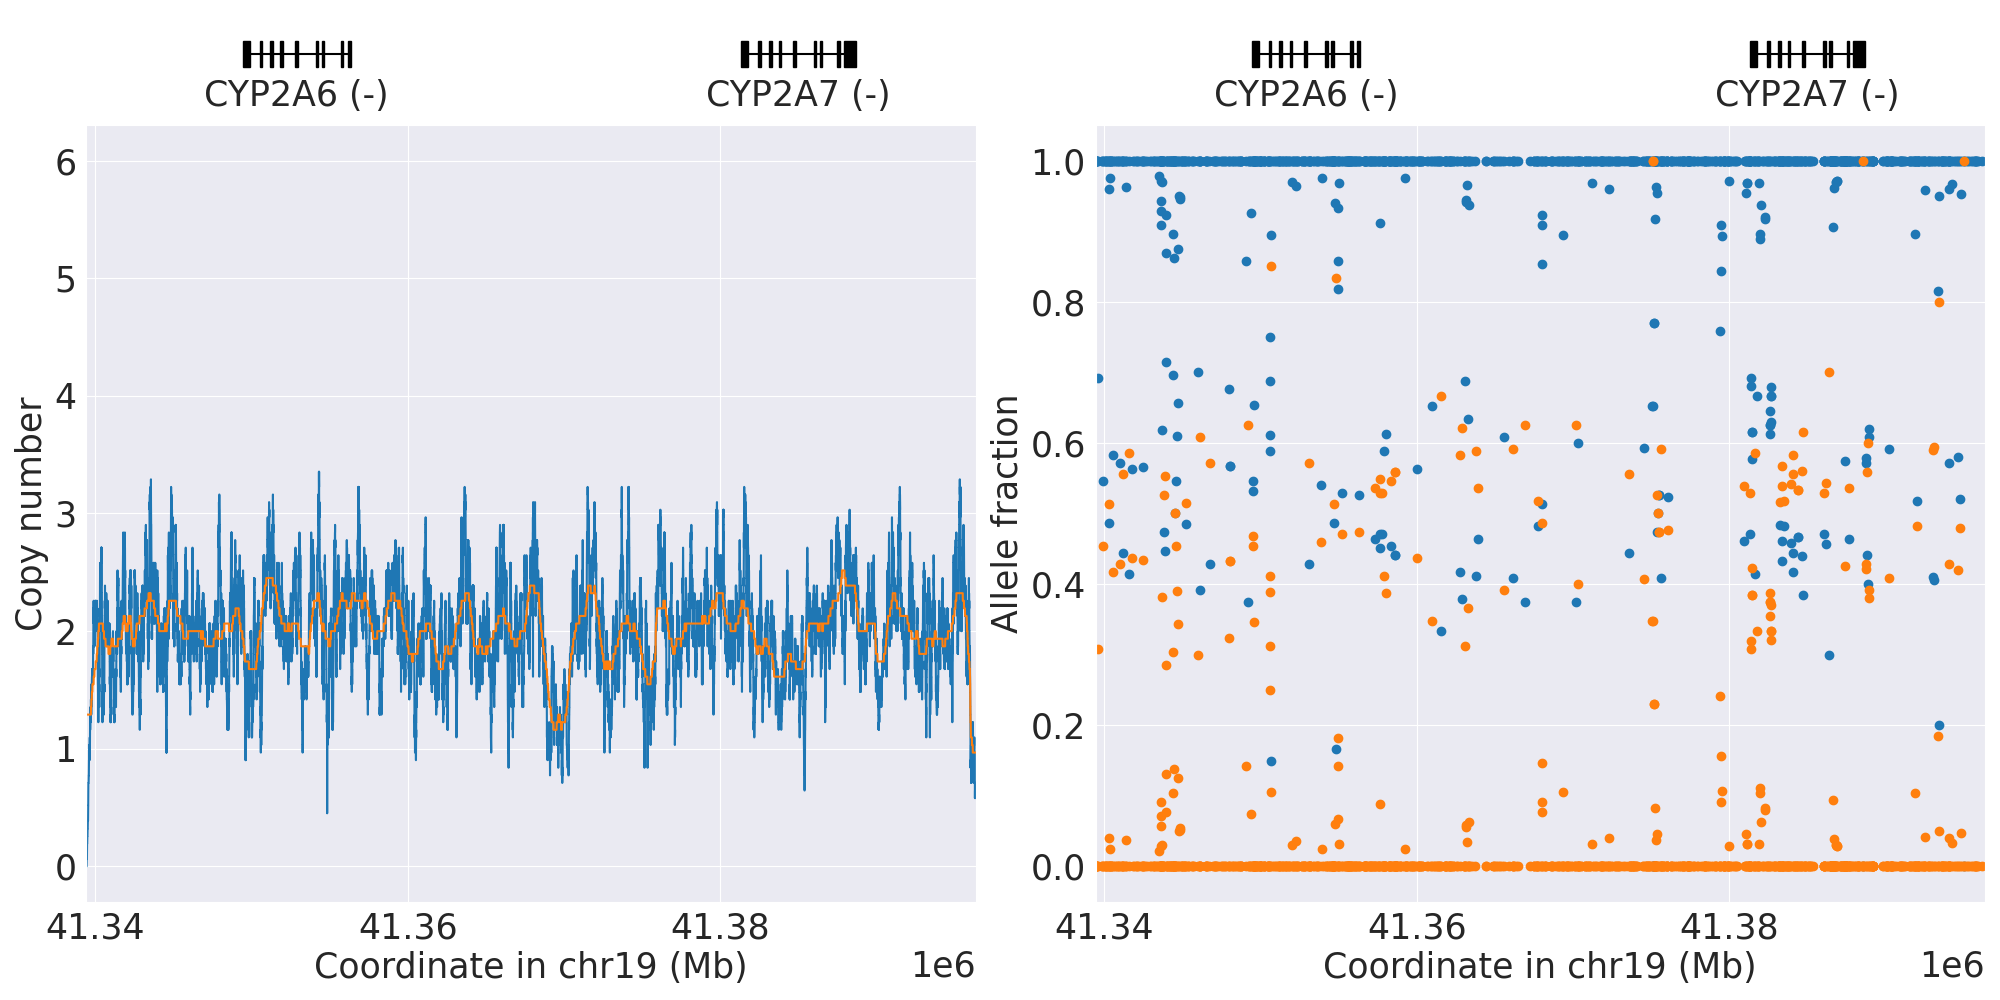 CYP2A6 (-)
CYP2A7 (-)
6
5
4
3
2
1
0
Copy number
41.34
41.36
41.38
Coordinate in chr19 (Mb)
1e6
CYP2A6 (-)
CYP2A7 (-)
1.0
0.8
0.6
0.4
0.2
0.0
Allele fraction
41.34
41.36
41.38
Coordinate in chr19 (Mb)
1e6